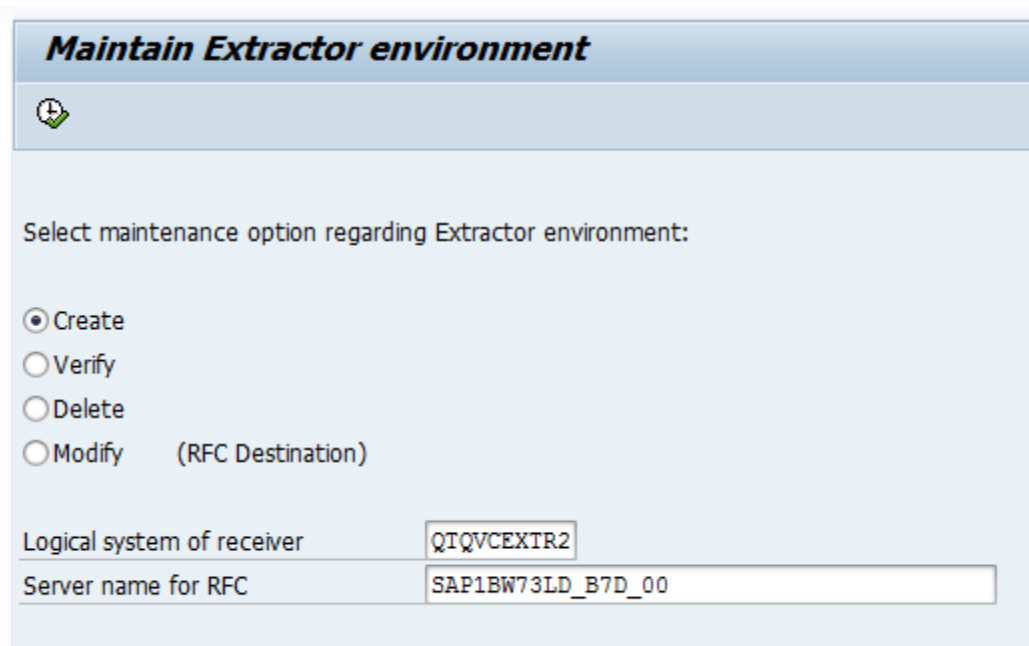 Maintain Extractor environment
Select maintenance option regarding Extractor environment:
Create
Verify
Delete
Modify (RFC Destination)
Logical system of receiver QTQVCEXTR2
Server name for RFC SAP1BW73LD_B7D_00